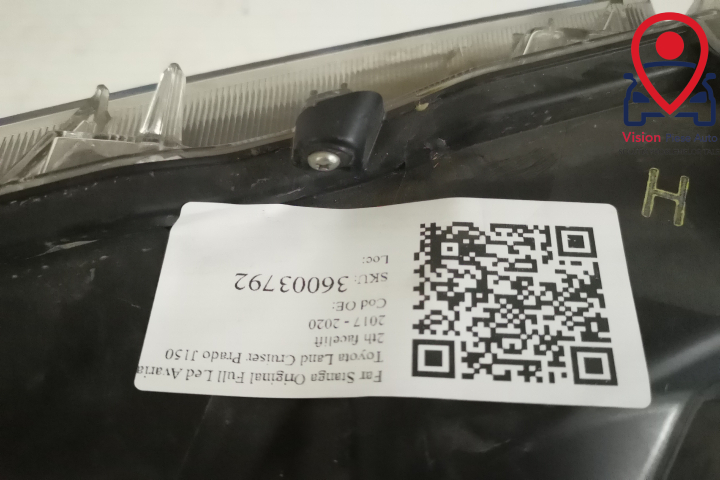 Far Stanga Original Full Led Avaria
Toyota Land Cruiser Prado J150
2th facelift
2017 - 2020
Cod OE:
SKU: 36003792
Loc:
H
Vision